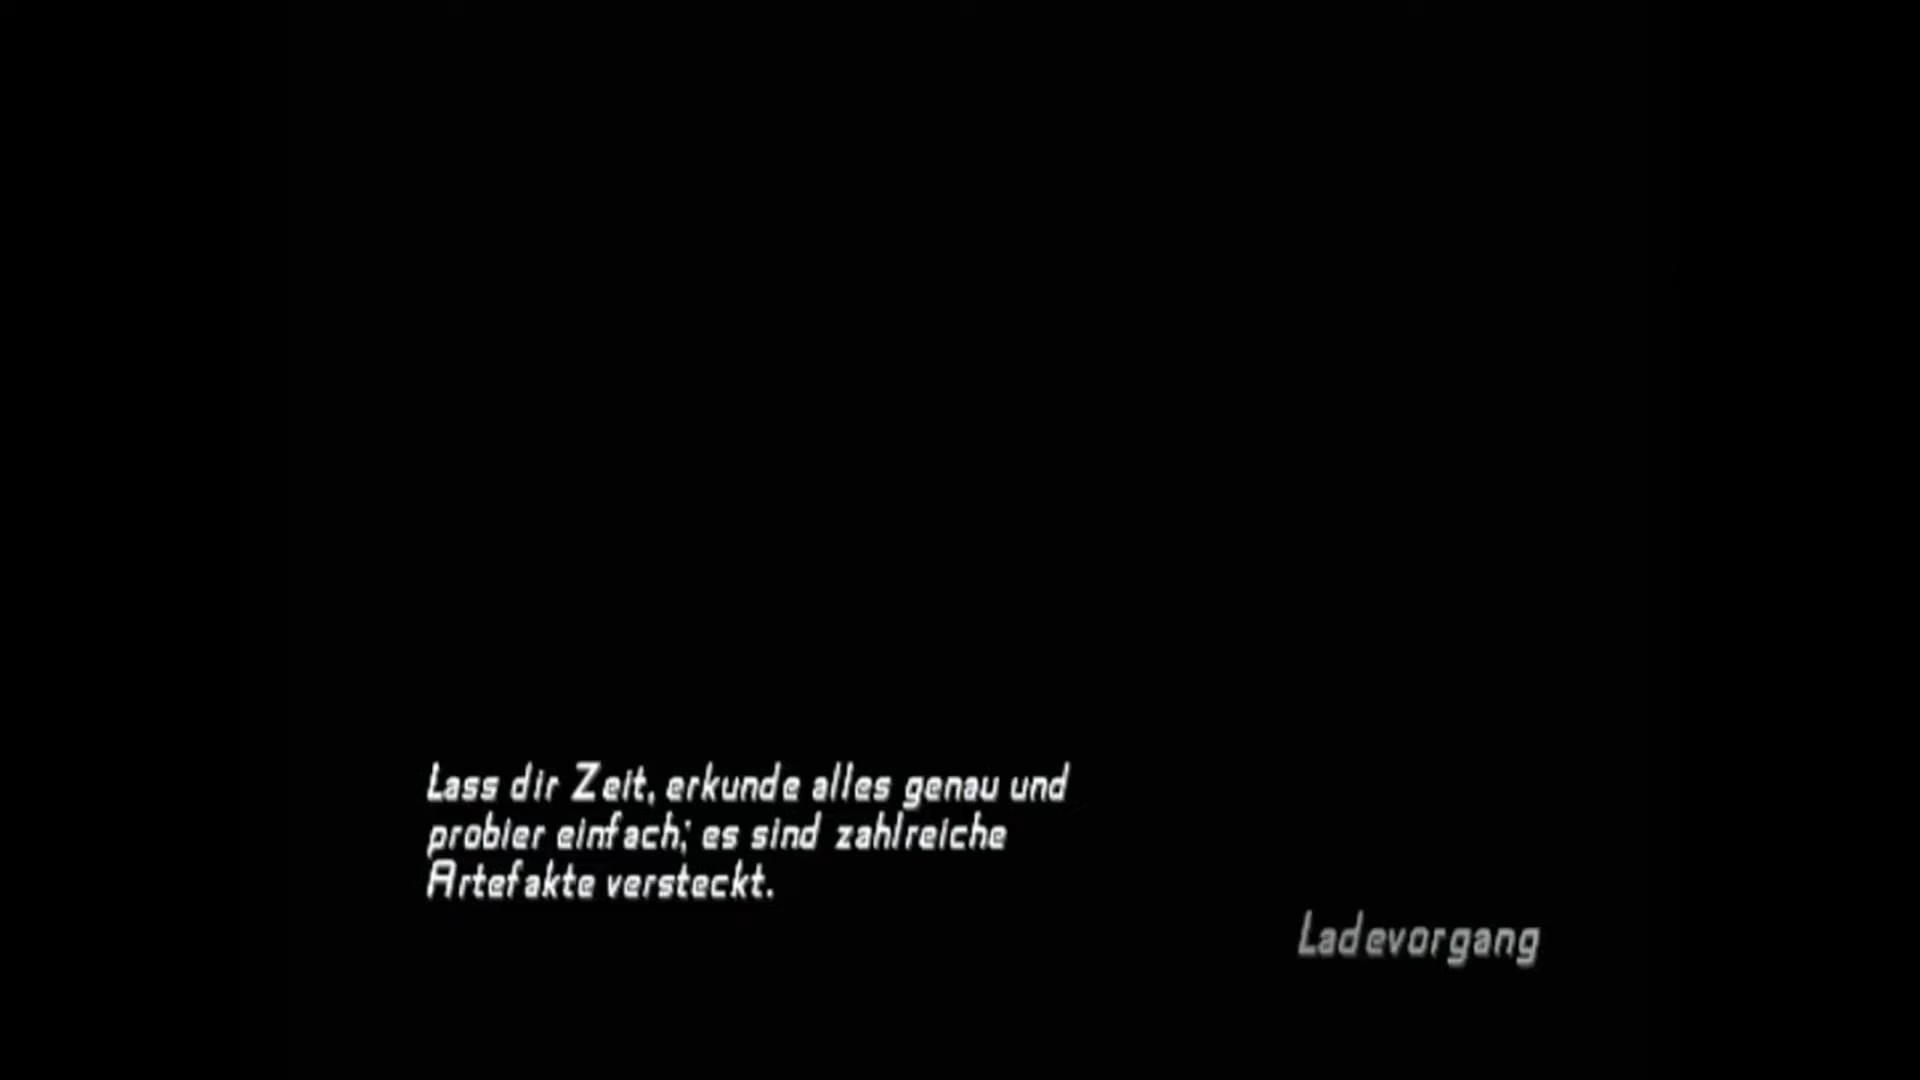 Lass dir Zeit, erkunde alles genau und
probier einfach; es sind zahlreiche
Artefakte versteckt.
Ladevorgang